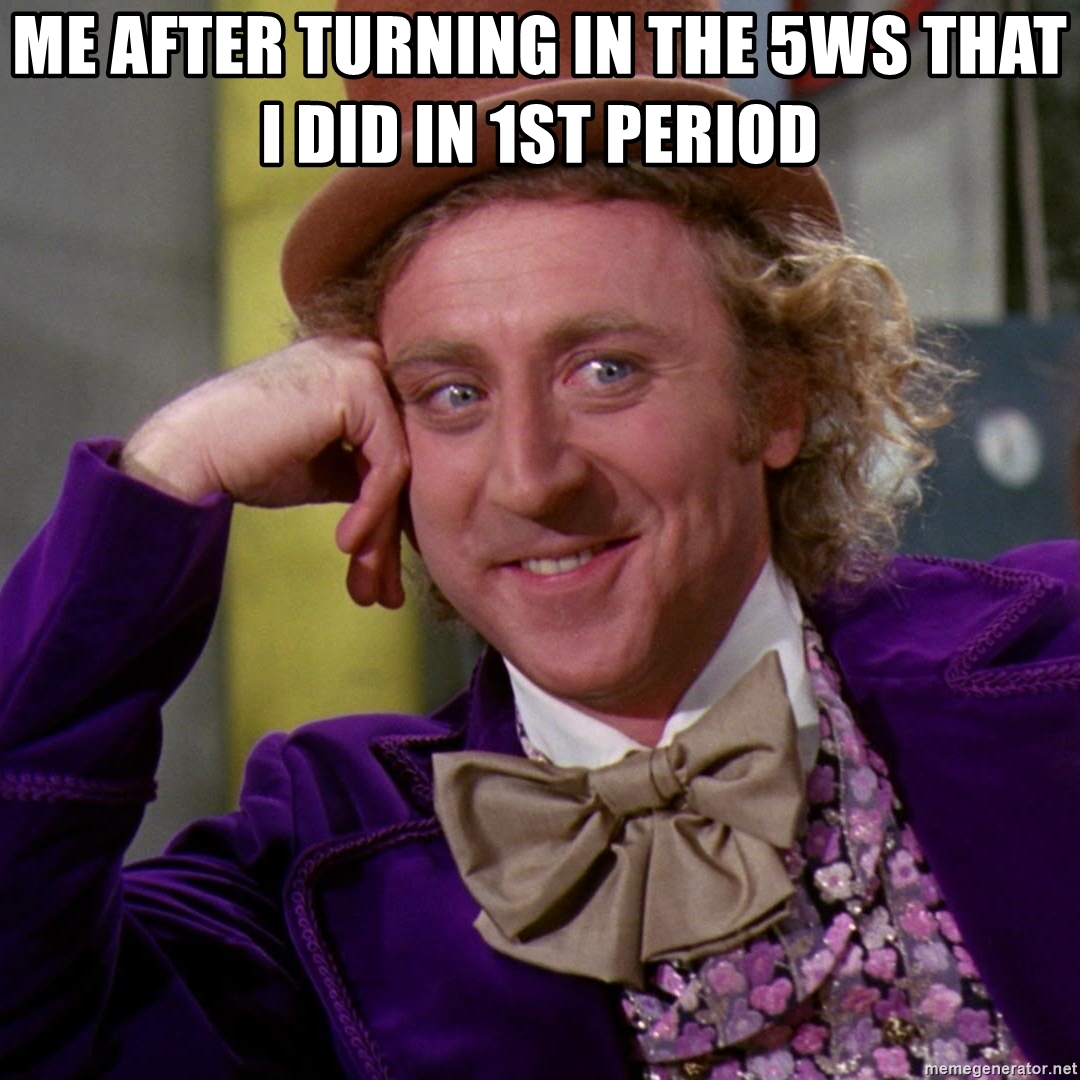 ME AFTER TURNING IN THE 5WS THAT
I DID IN 1ST PERIOD
memegenerator.net